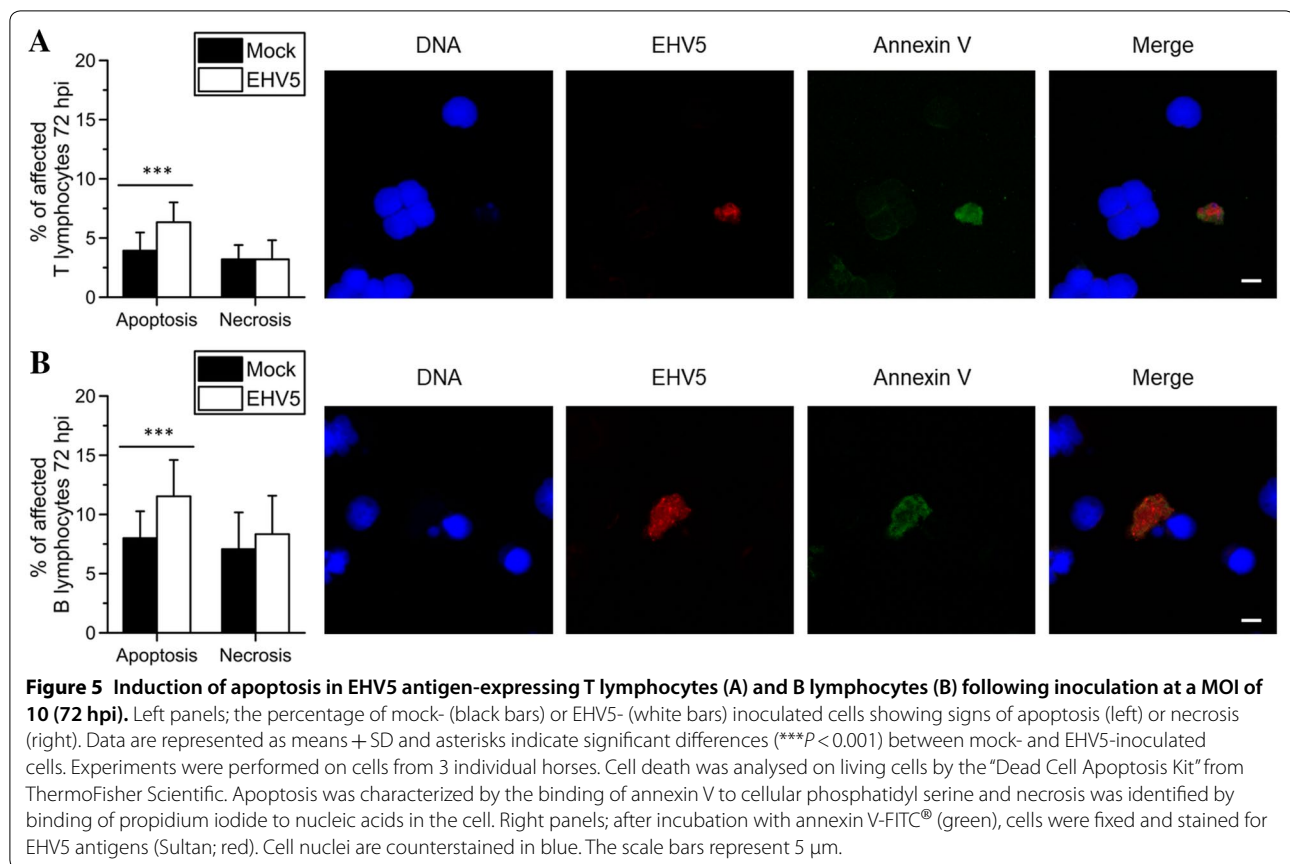 A
Mock
EHV5
DNA
EHV5
Annexin V
Merge
% of affected
T lymphocytes 72 hpi
20
15
10
5
0
***
Apoptosis
Necrosis
B
Mock
EHV5
DNA
EHV5
Annexin V
Merge
% of affected
B lymphocytes 72 hpi
20
15
10
5
0
***
Apoptosis
Necrosis
Figure 5 Induction of apoptosis in EHV5 antigen-expressing T lymphocytes (A) and B lymphocytes (B) following inoculation at a MOI of
10 (72 hpi). Left panels; the percentage of mock- (black bars) or EHV5- (white bars) inoculated cells showing signs of apoptosis (left) or necrosis
(right). Data are represented as means + SD and asterisks indicate significant differences (***P < 0.001) between mock- and EHV5-inoculated
cells. Experiments were performed on cells from 3 individual horses. Cell death was analysed on living cells by the “Dead Cell Apoptosis Kit” from
ThermoFisher Scientific. Apoptosis was characterized by the binding of annexin V to cellular phosphatidyl serine and necrosis was identified by
binding of propidium iodide to nucleic acids in the cell. Right panels; after incubation with annexin V-FITC® (green), cells were fixed and stained for
EHV5 antigens (Sultan; red). Cell nuclei are counterstained in blue. The scale bars represent 5 µm.